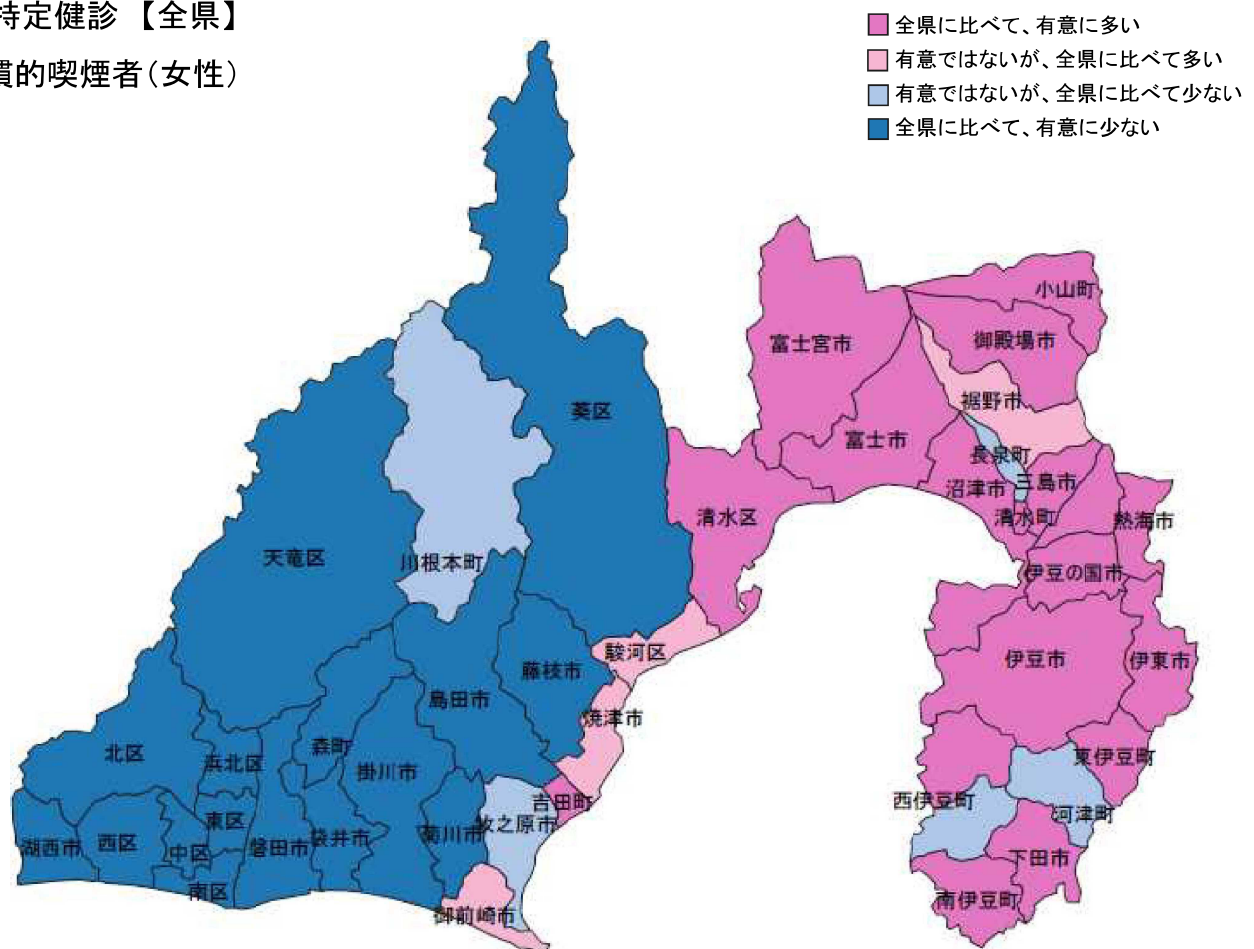 特定健診 【全県】
慣的喫煙者(女性)
全県に比べて、有意に多い
有意ではないが、全県に比べて多い
有意ではないが、全県に比べて少ない
全県に比べて、有意に少ない
小山町
富士宮市
御殿場市
裾野市
葵区
富士市
長泉町
三島市
沼津市
清水区
清水町
熱海市
天竜区
川根本町
伊豆の国市
駿河区
伊豆市
伊東市
藤枝市
島田市
焼津市
森町
北区
浜北区
掛川市
東伊豆町
吉田町
西伊豆町
河津町
東区
牧之原市
菊川市
袋井市
湖西市
西区
中区
磐田市
下田市
南区
南伊豆町
御前崎市